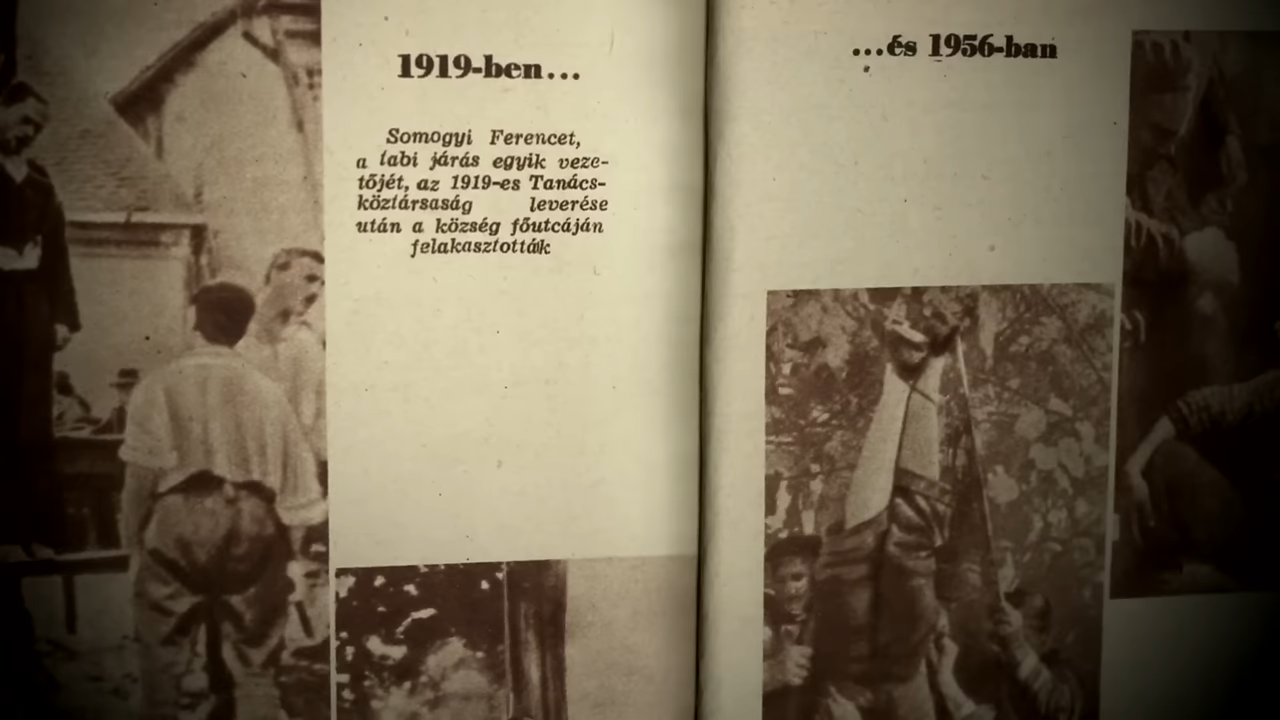 1919-ben...
Somogyi Ferencet,
a tabi járás egyik veze-
tőjét, az 1919-es Tanács-
köztársaság leverése
után a község főutcáján
felakasztották
...és 1956-ban